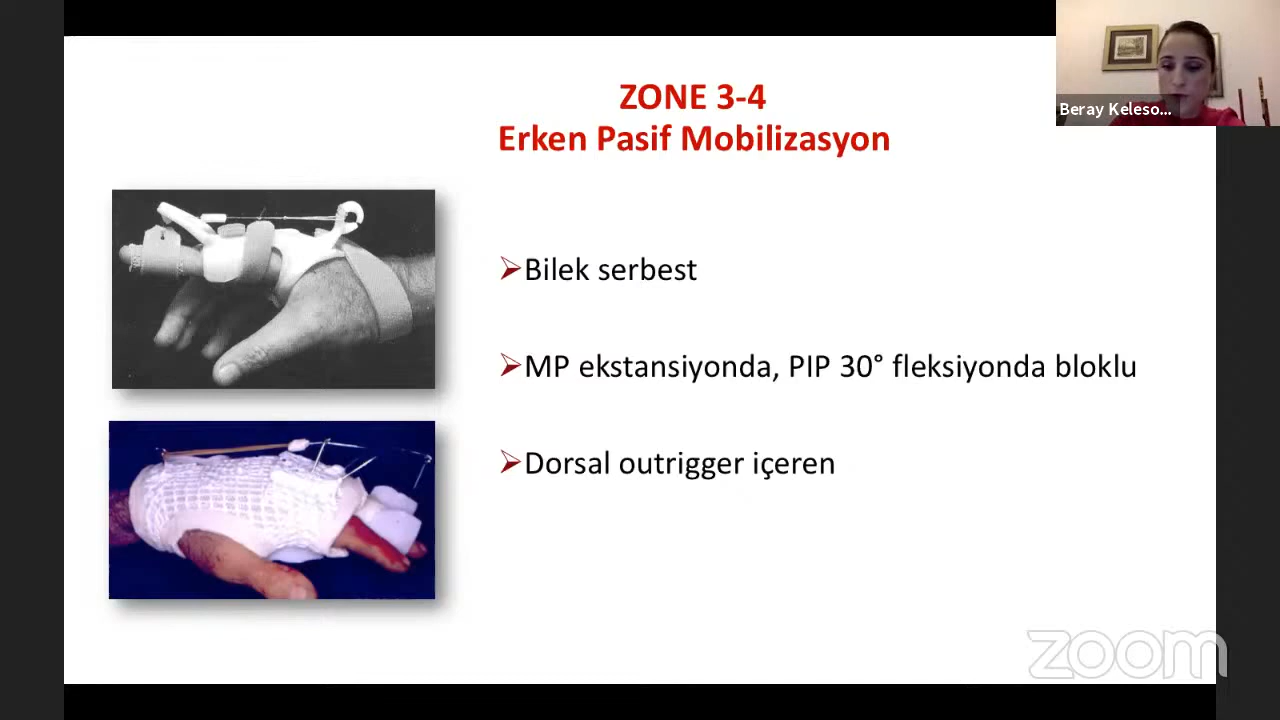 ZONE 3-4
Erken Pasif Mobilizasyon
Beray Keleso...
➢Bilek serbest
➢MP ekstansiyonda, PIP 30° fleksiyonda bloklu
➢Dorsal outrigger içeren
zoom